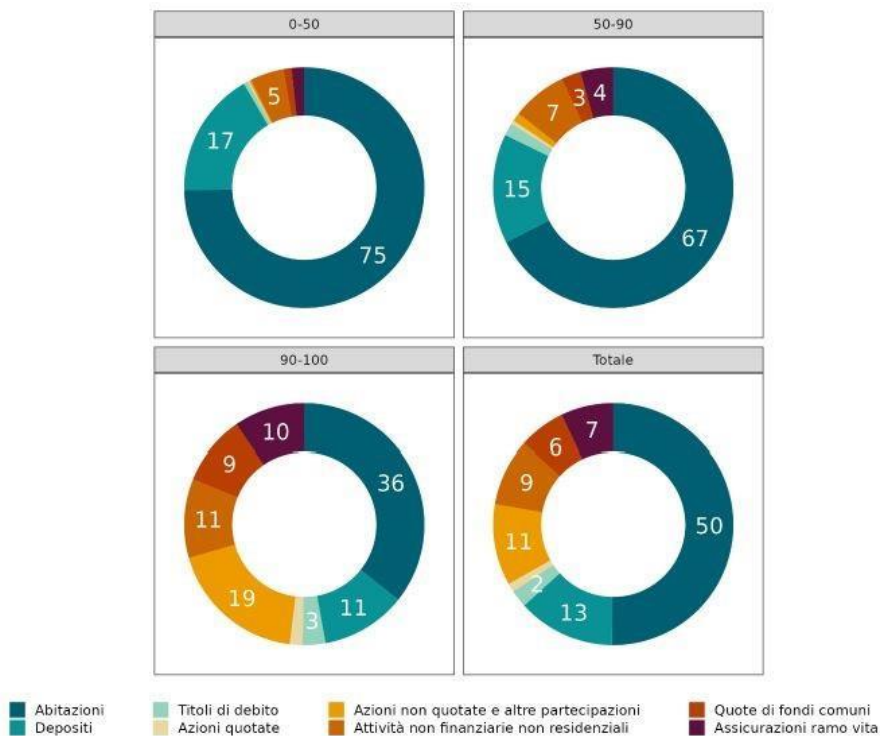 0-50
50-90
5
17
75
7
3
4
15
67
90-100
Totale
10
9
36
11
19
3
11
7
6
9
50
11
2
13
Abitazioni
Titoli di debito
Azioni non quotate e altre partecipazioni
Quote di fondi comuni
Depositi
Azioni quotate
Attività non finanziarie non residenziali
Assicurazioni ramo vita